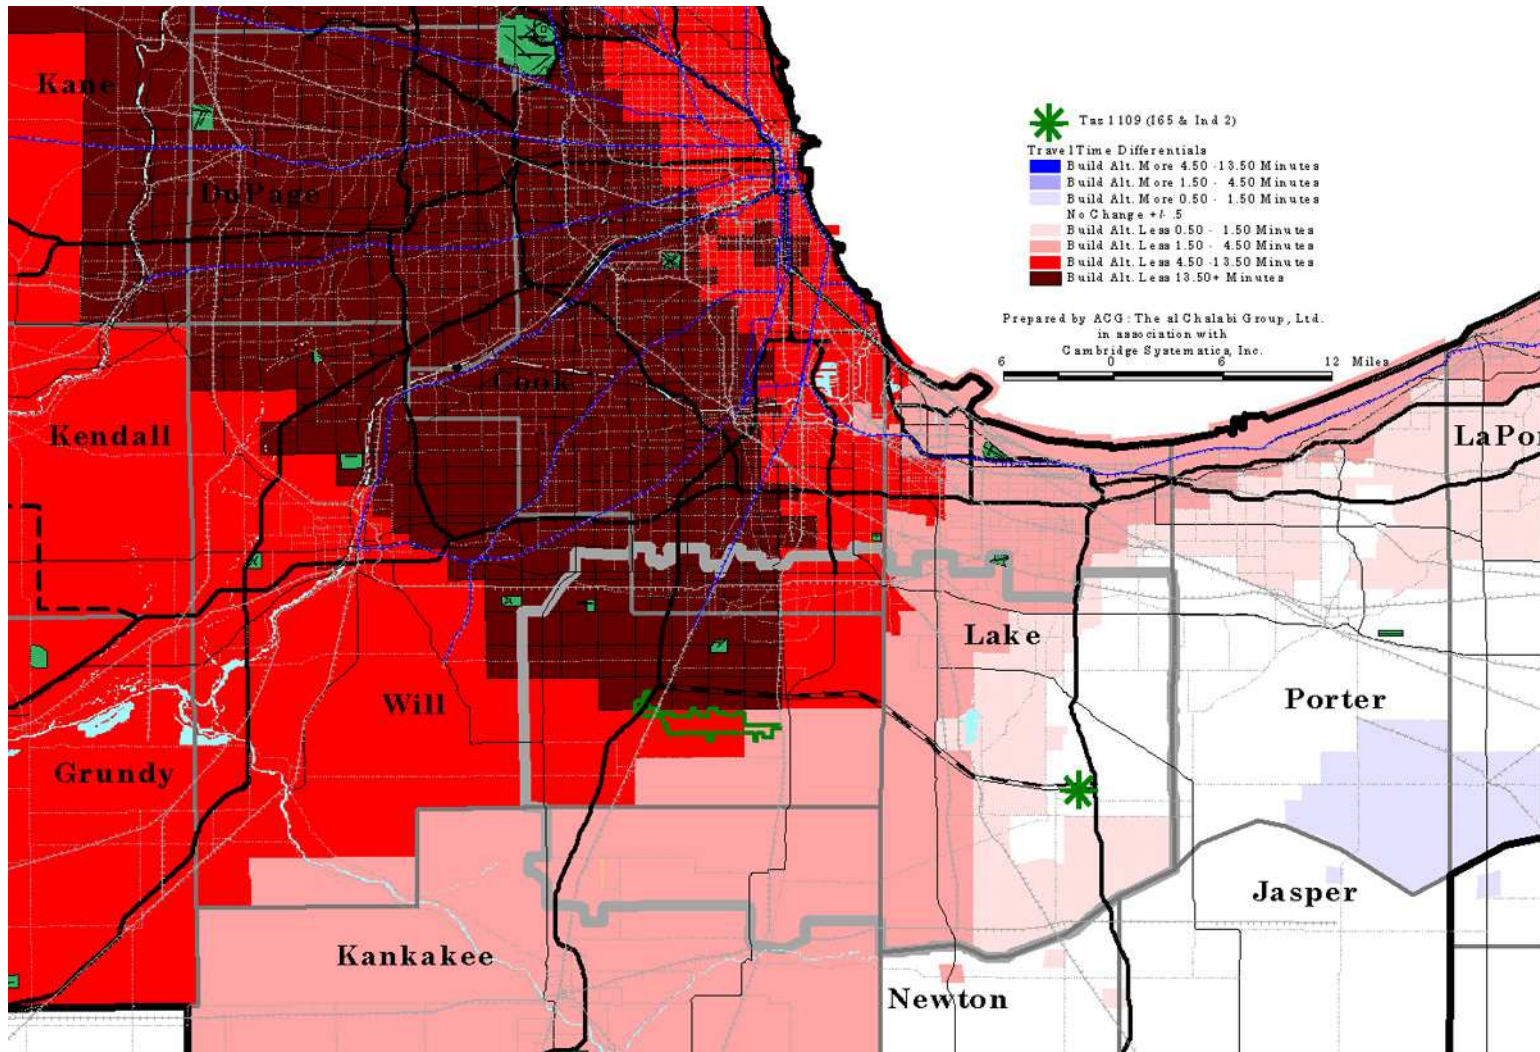 Kane
DuPage
Cook
Kendall
Will
Grundy
Kankakee
Lake
Porter
LaPor
Jasper
Newton
Taz 1109 (I65 & Ind 2)
Travel Time Differentials
Build Alt. More 4.50 -13.50 Minutes
Build Alt. More 1.50 - 4.50 Minutes
Build Alt. More 0.50 - 1.50 Minutes
No Change +/- .5
Build Alt. Less 0.50 - 1.50 Minutes
Build Alt. Less 1.50 - 4.50 Minutes
Build Alt. Less 4.50 -13.50 Minutes
Build Alt. Less 13.50+ Minutes
Prepared by ACG: The al Chalabi Group, Ltd.
in association with
Cambridge Systematics, Inc.
6 0 6 12 Miles